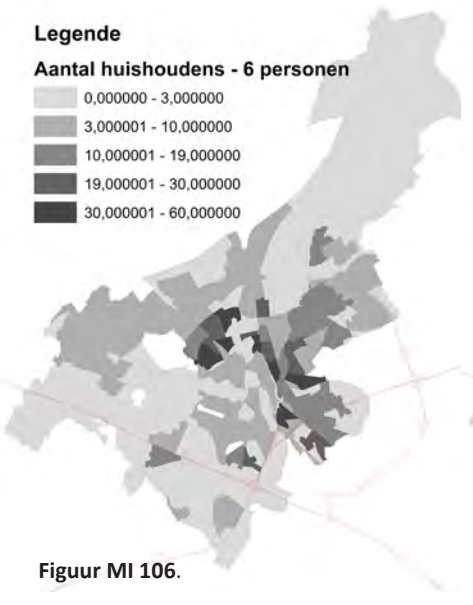 Legende
Aantal huishoudens - 6 personen
0,000000 - 3,000000
3,000001 - 10,000000
10,000001 - 19,000000
19,000001 - 30,000000
30,000001 - 60,000000
Figuur MI 106.